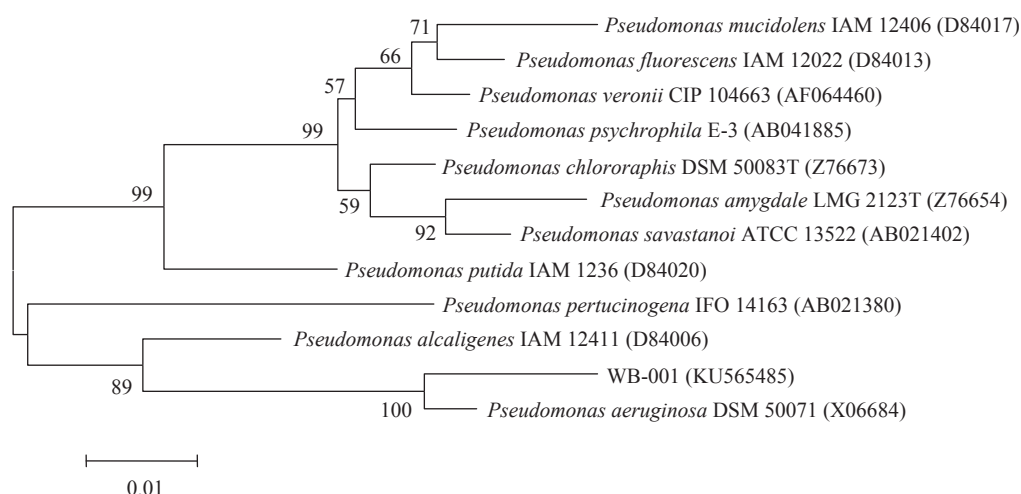 71
Pseudomonas mucidolens IAM 12406 (D84017)
66
Pseudomonas fluorescens IAM 12022 (D84013)
57
Pseudomonas veronii CIP 104663 (AF064460)
99
Pseudomonas psychrophila E-3 (AB041885)
Pseudomonas chlororaphis DSM 50083T (Z76673)
99
59
Pseudomonas amygdale LMG 2123T (Z76654)
92
Pseudomonas savastanoi ATCC 13522 (AB021402)
Pseudomonas putida IAM 1236 (D84020)
Pseudomonas pertucinogena IFO 14163 (AB021380)
Pseudomonas alcaligenes IAM 12411 (D84006)
89
WB-001 (KU565485)
100
Pseudomonas aeruginosa DSM 50071 (X06684)
0.01